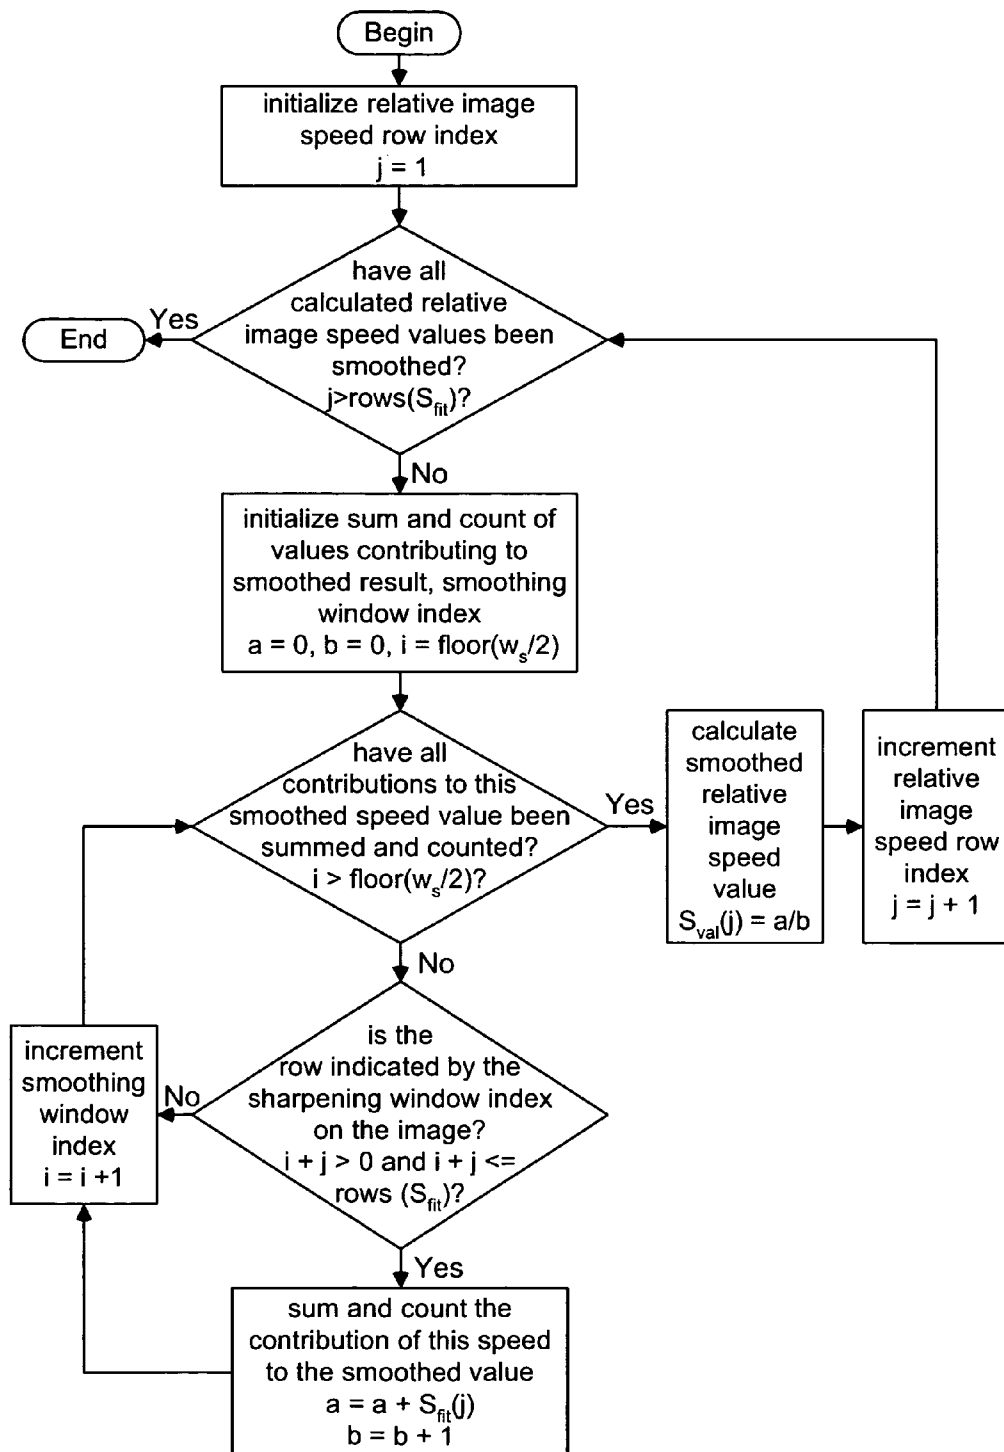 Begin
initialize relative image
speed row index
j = 1
have all
calculated relative
image speed values been
smoothed?
j>rows(S_fit)?
Yes
End
No
initialize sum and count of
values contributing to
smoothed result, smoothing
window index
a = 0, b = 0, i = floor(w_s/2)
have all
contributions to this
smoothed speed value been
summed and counted?
i > floor(w_s/2)?
Yes
calculate
smoothed
relative
image
speed
value
S_val(j) = a/b
increment
relative
image
speed row
index
j = j + 1
No
is the
row indicated by the
sharpening window index
on the image?
i + j > 0 and i + j <=
rows (S_fit)?
No
increment
smoothing
window
index
i = i +1
Yes
sum and count the
contribution of this speed
to the smoothed value
a = a + S_fit(j)
b = b + 1